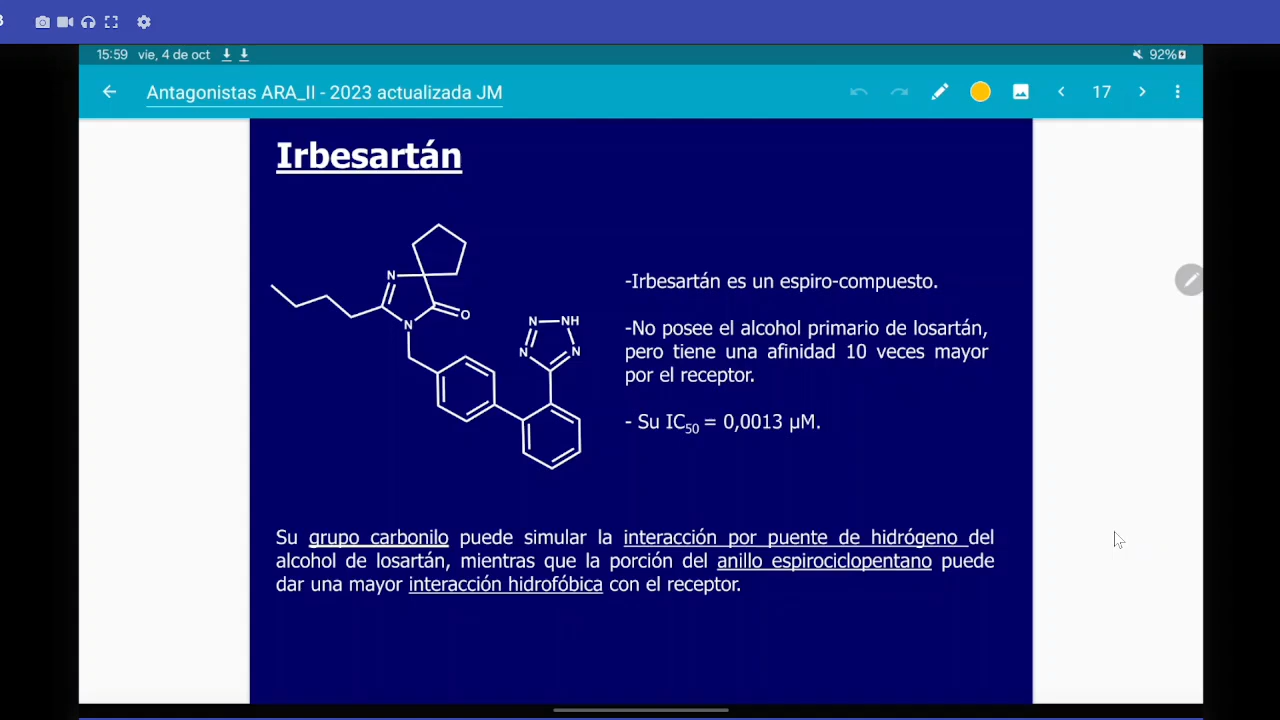 3
15:59 vie, 4 de oct 92%
Antagonistas ARA_II - 2023 actualizada JM 17
Irbesartán
N
O
N
N NH
N N
-Irbesartán es un espiro-compuesto.
-No posee el alcohol primario de losartán,
pero tiene una afinidad 10 veces mayor
por el receptor.
- Su IC50 = 0,0013 µM.
Su grupo carbonilo puede simular la interacción por puente de hidrógeno del
alcohol de losartán, mientras que la porción del anillo espirociclopentano puede
dar una mayor interacción hidrofóbica con el receptor.